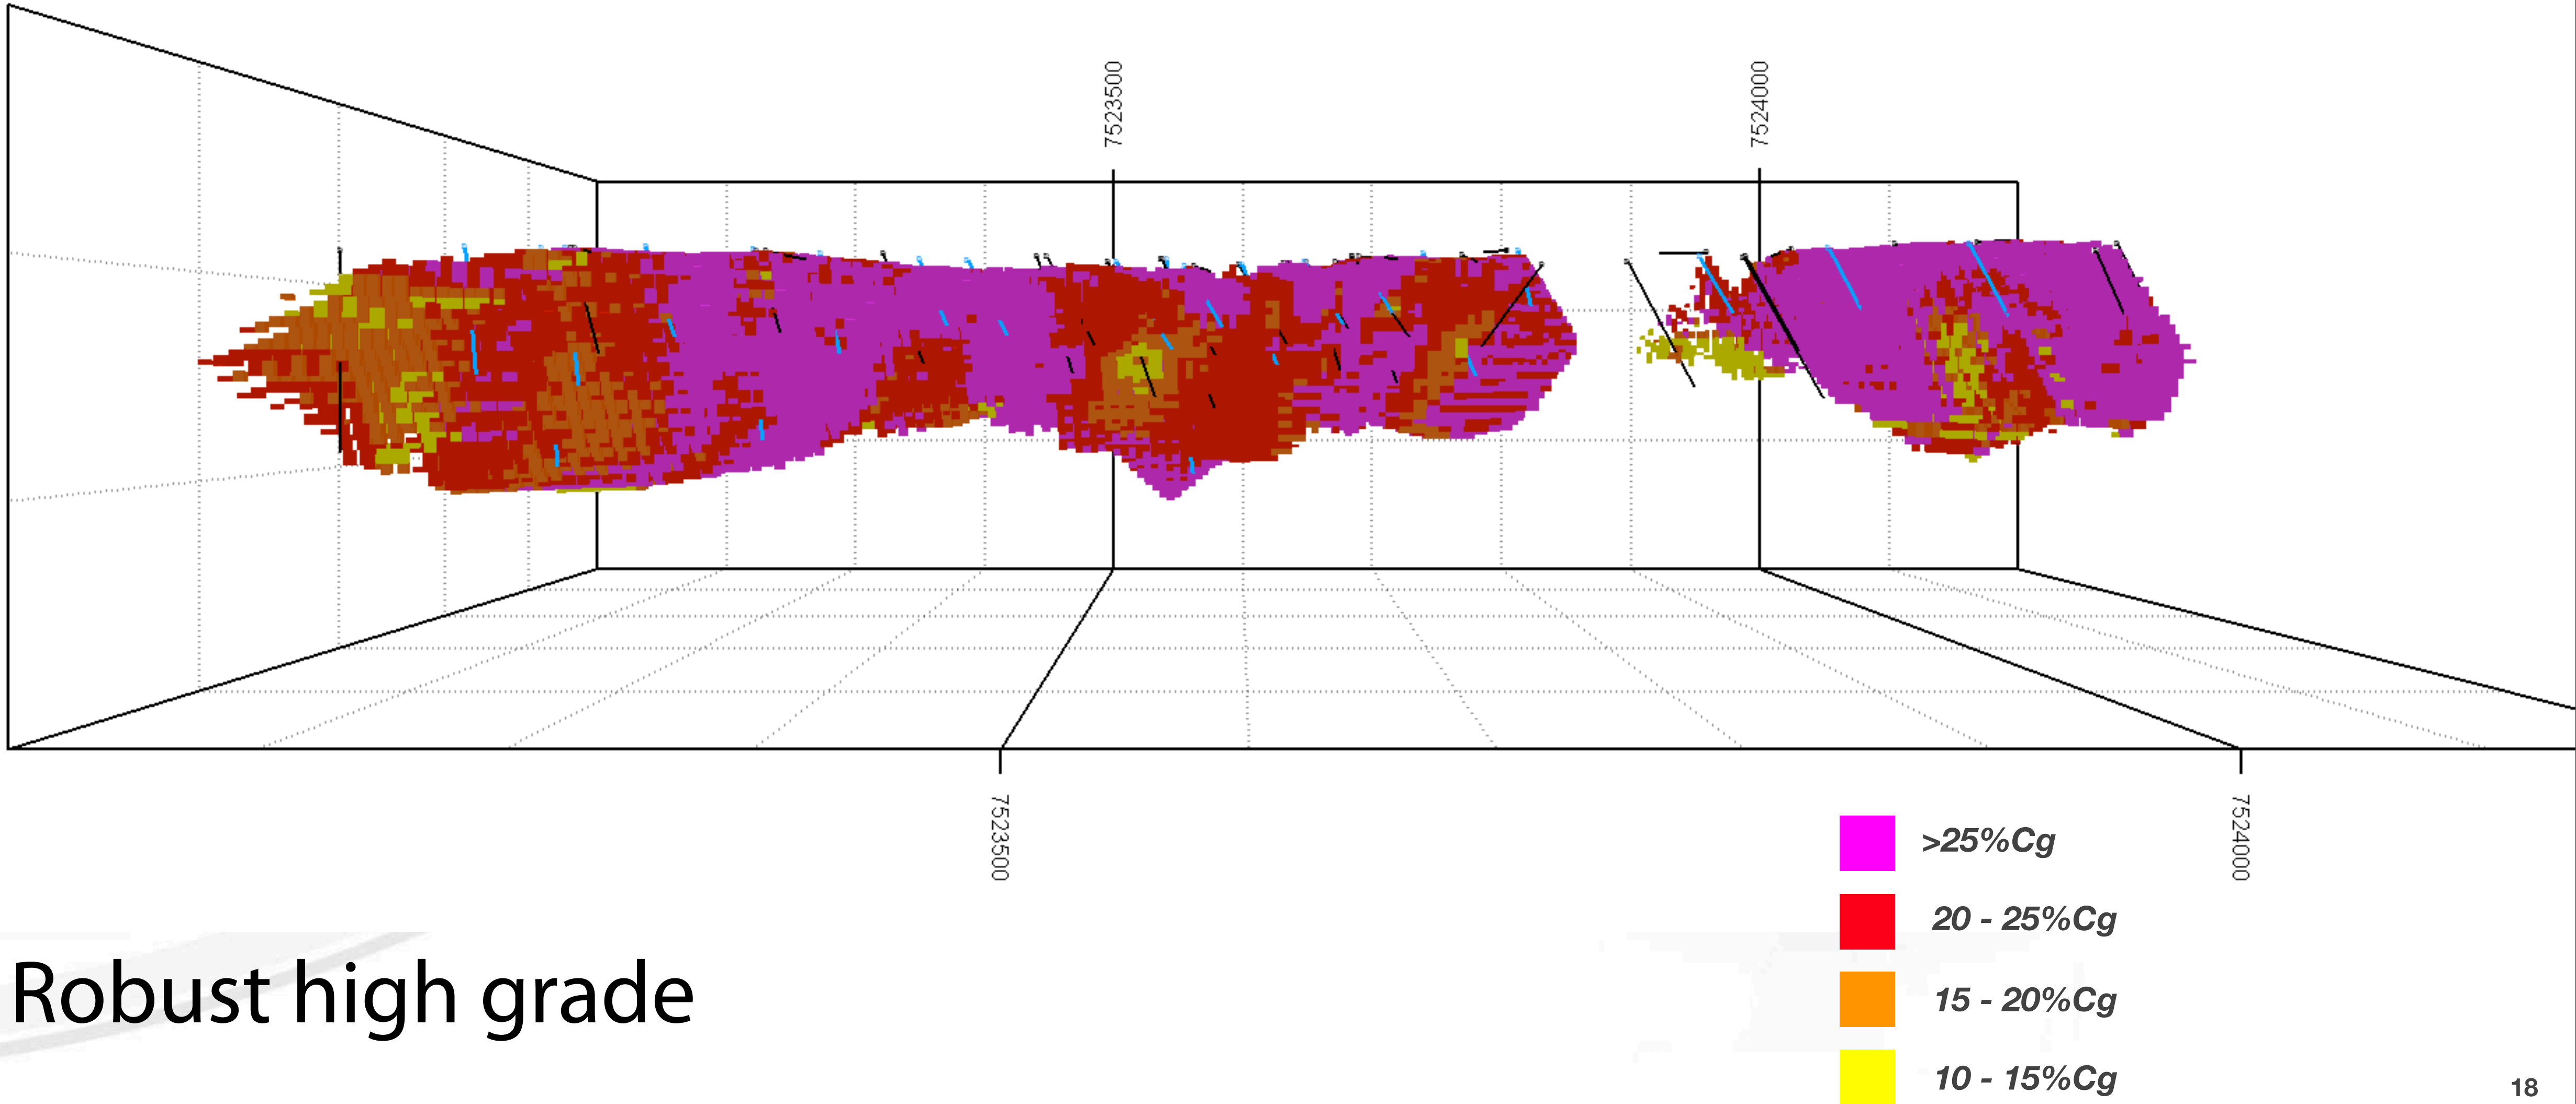 7523500
7524000
7523500
7524000
>25%Cg
20 - 25%Cg
15 - 20%Cg
10 - 15%Cg
Robust high grade
18